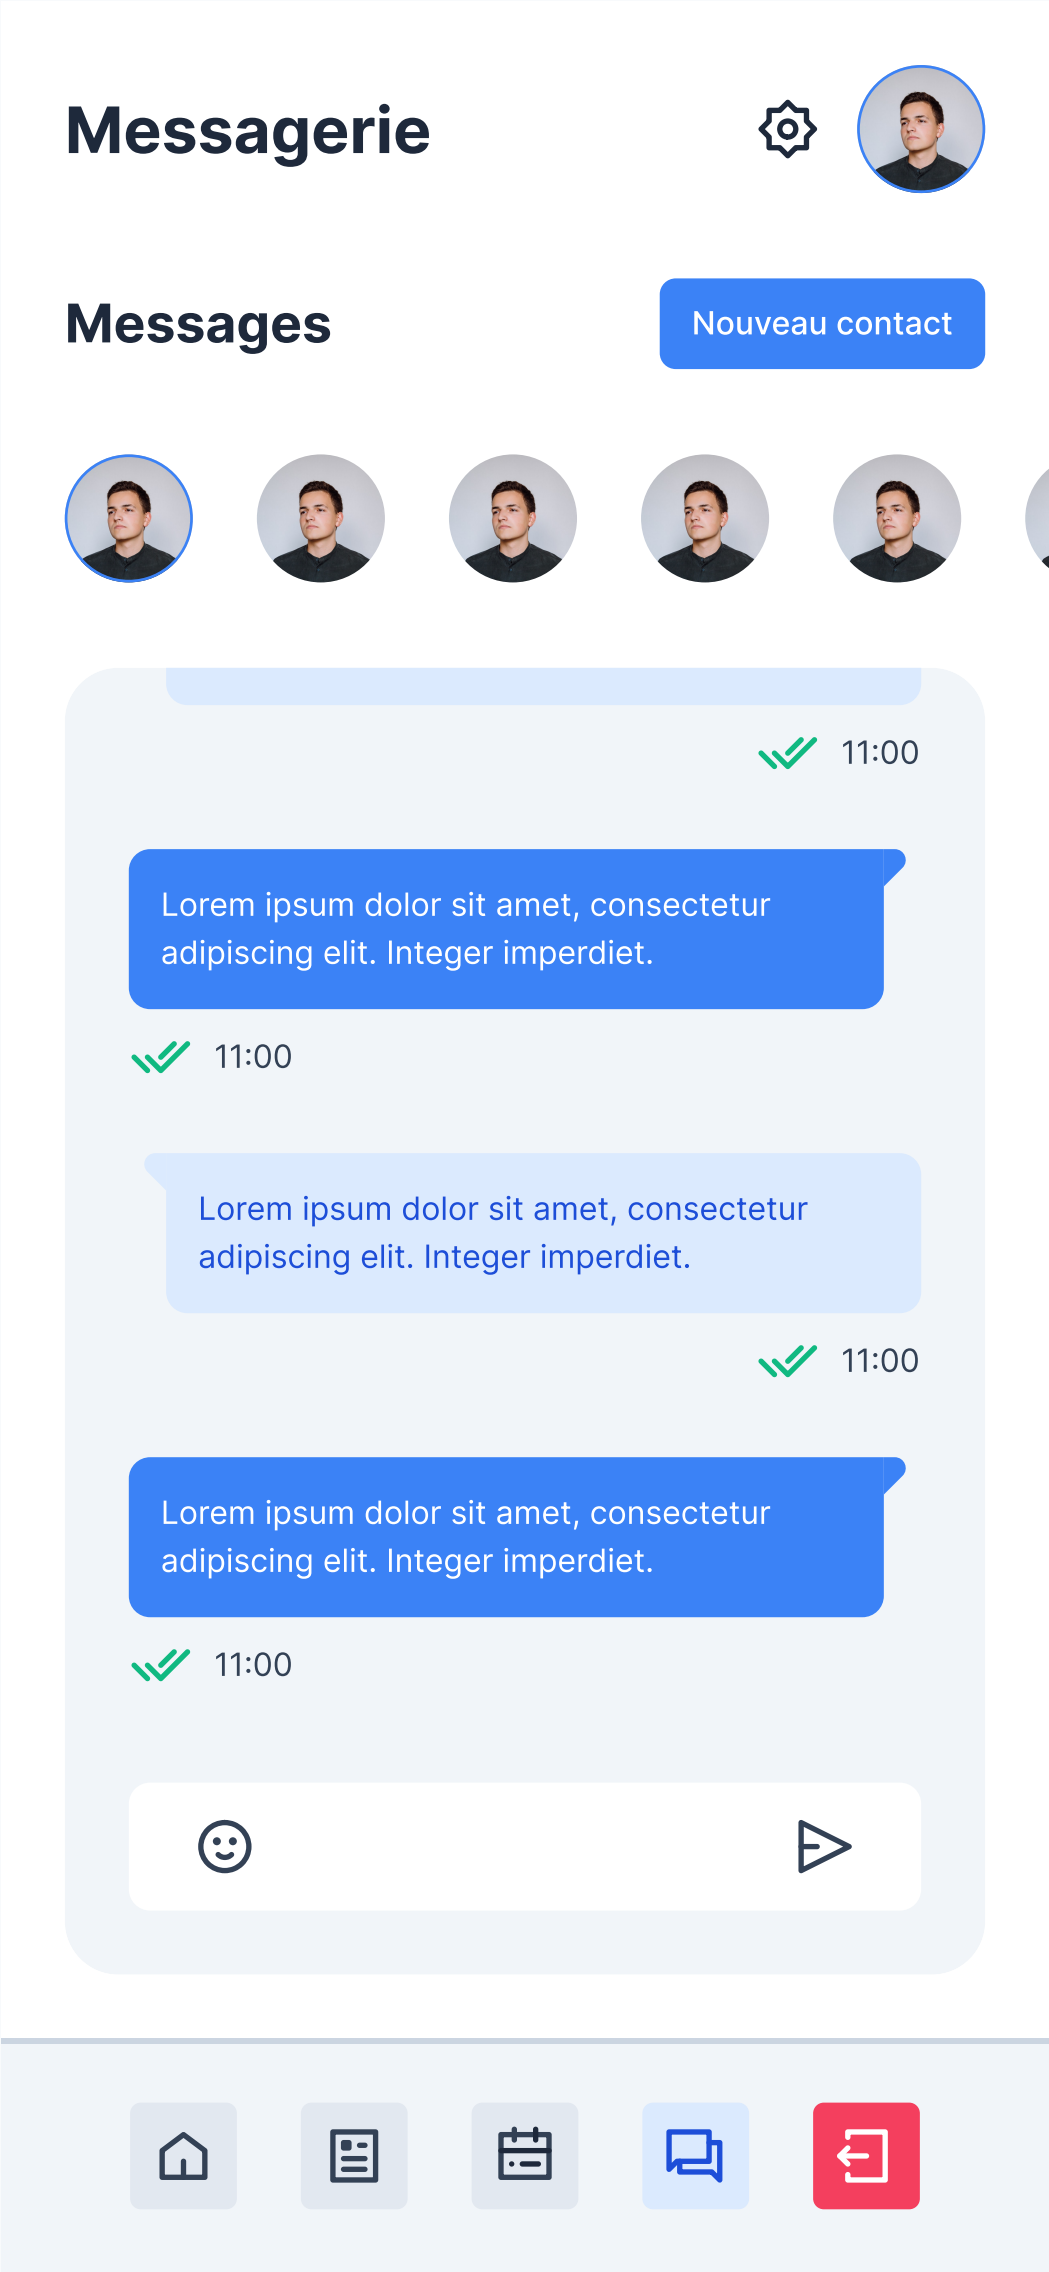 Messagerie
Messages
Nouveau contact
11:00
Lorem ipsum dolor sit amet, consectetur
adipiscing elit. Integer imperdiet.
11:00
Lorem ipsum dolor sit amet, consectetur
adipiscing elit. Integer imperdiet.
11:00
Lorem ipsum dolor sit amet, consectetur
adipiscing elit. Integer imperdiet.
11:00